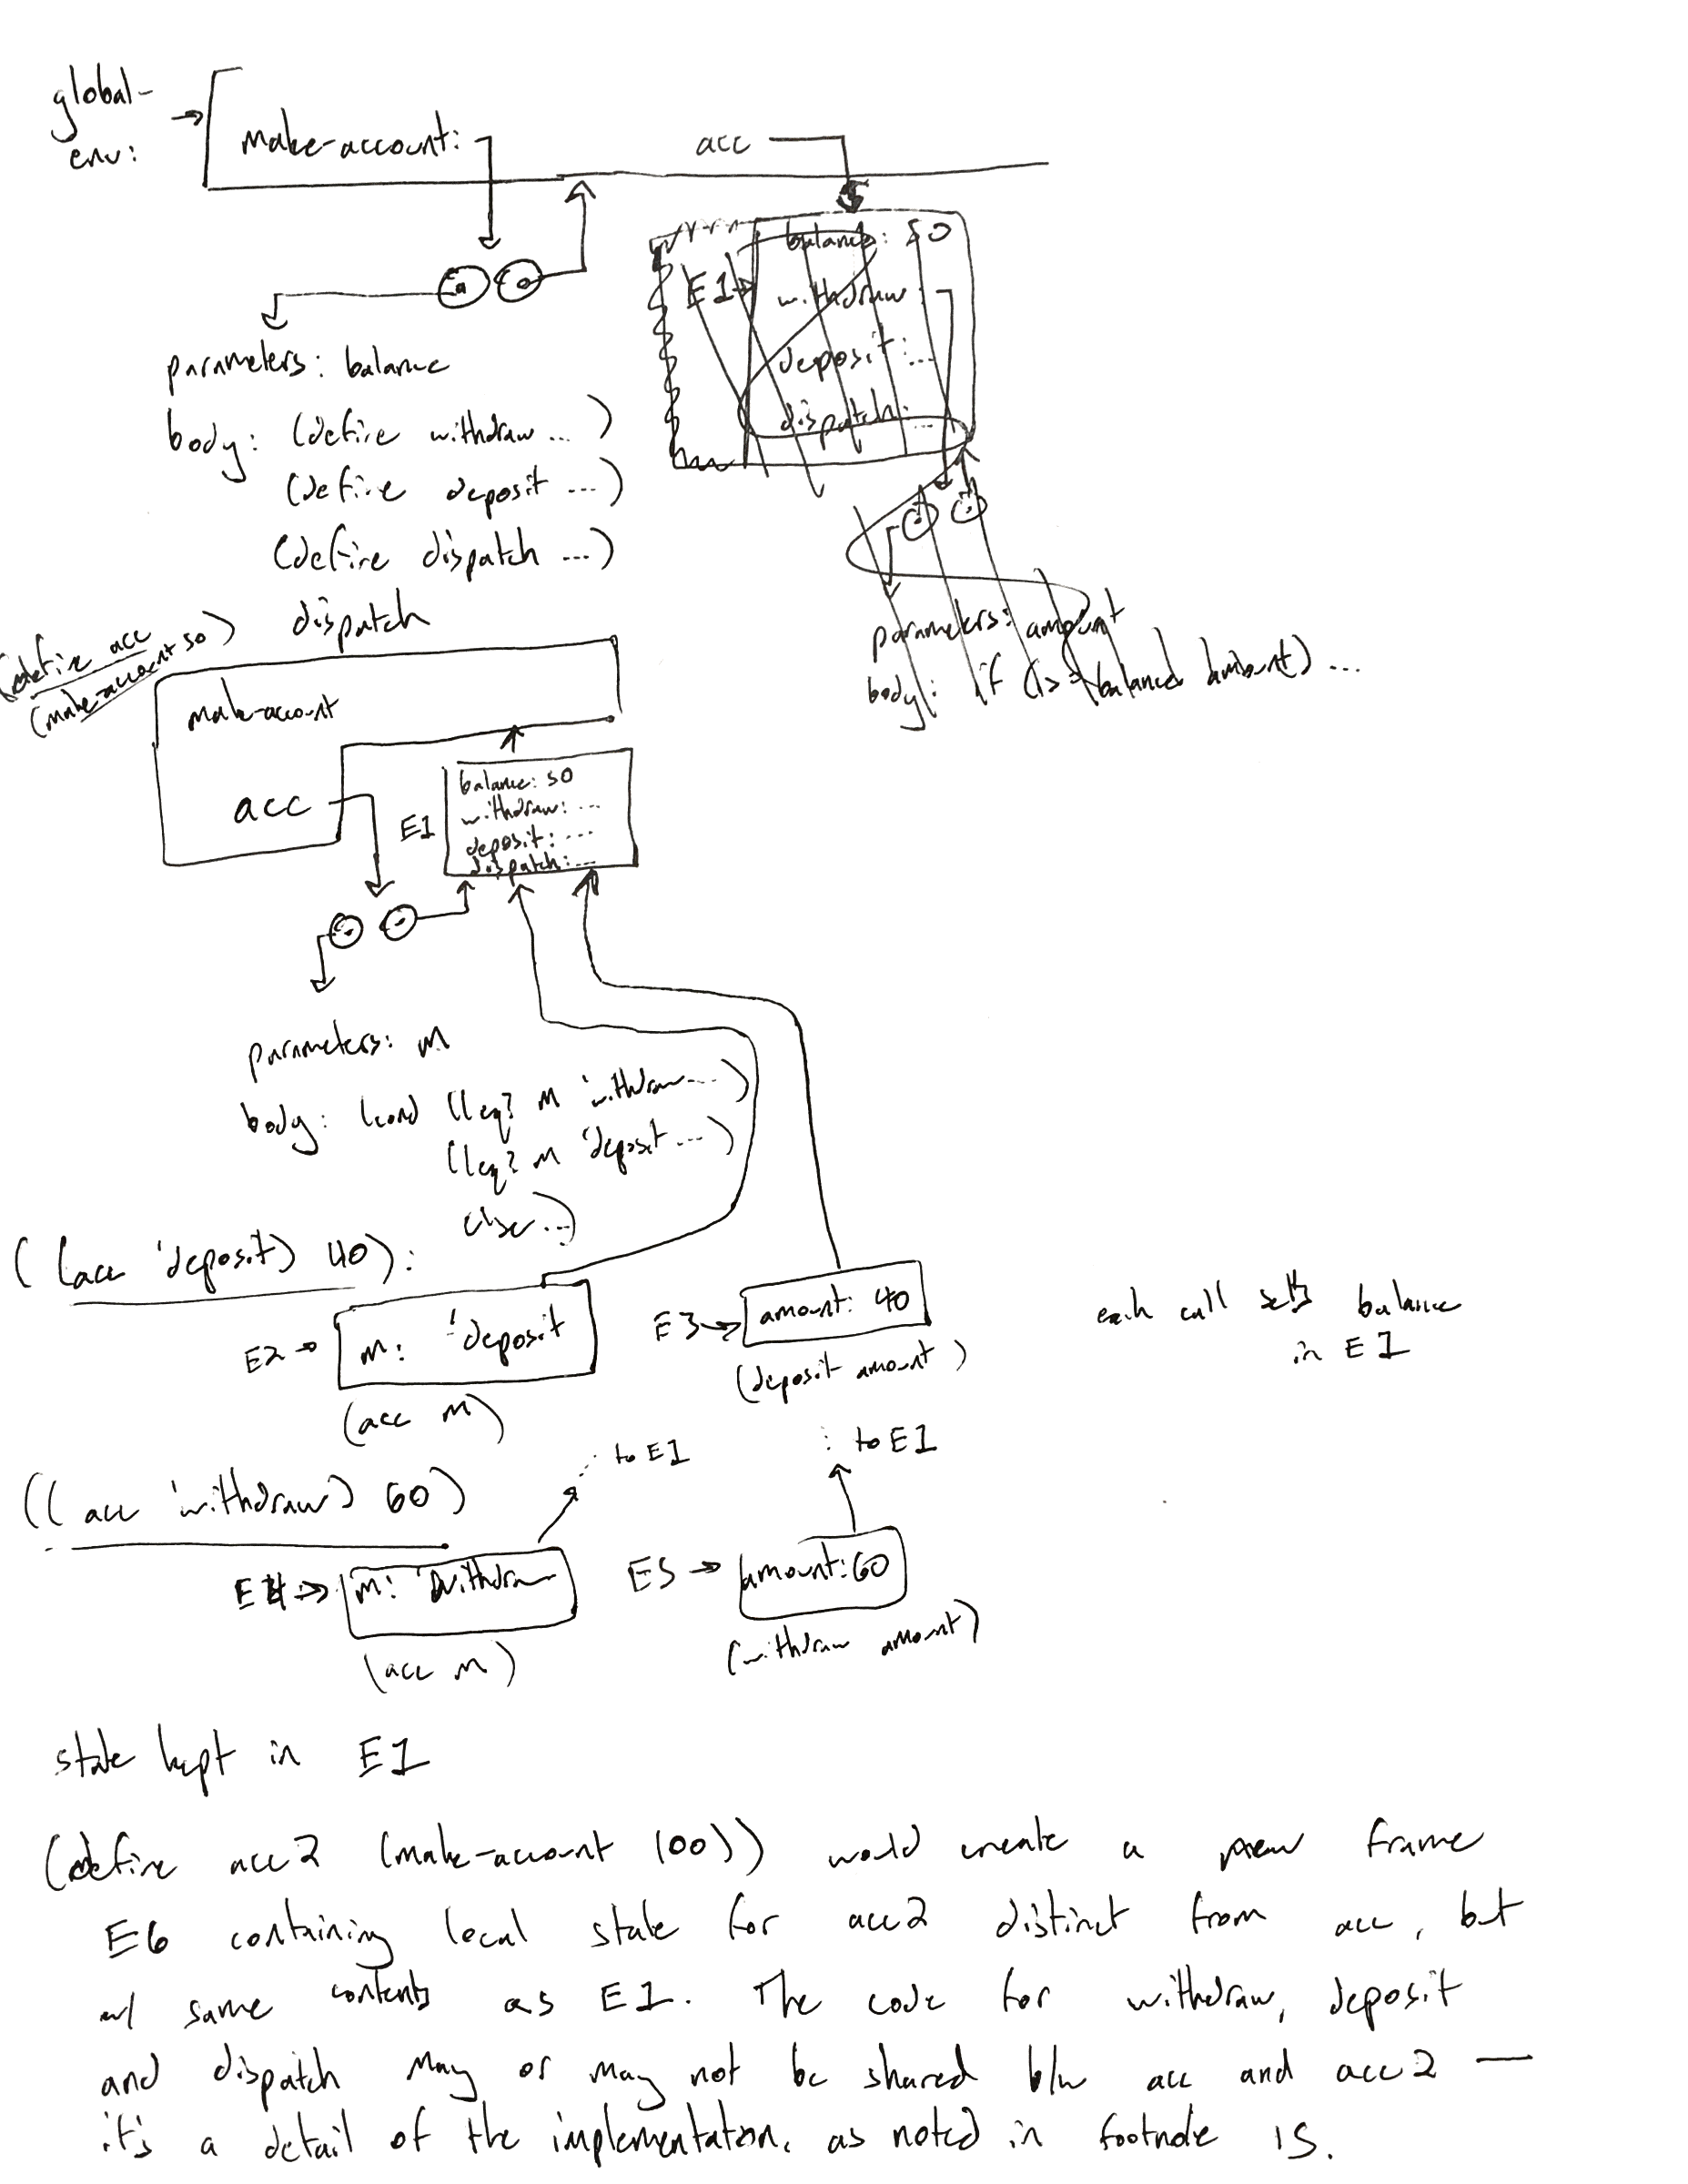 global-
env:
make-account:
acc
parameters: balance
body: (define withdraw ... )
(define deposit ... )
(define dispatch ... )
dispatch
E1
balance: 50
withdraw
deposit: ...
dispatch: ...
parameters: amount
body: if (>= balance amount) ...
(define acc
(make-account 50)
make-account
acc
E1
balance: 50
withdraw: ...
deposit: ...
dispatch: ...
parameters: m
body: (cond ((eq? m 'withdraw ... )
((eq? m 'deposit ... )
else ... )
((acc 'deposit) 40):
E2
m: 'deposit
(acc m)
E3
amount: 40
(deposit amount)
each call sets balance
in E1
((acc 'withdraw) 60)
to E1
to E1
E4
m: 'withdraw
(acc m)
E5
amount: 60
(withdraw amount)
state kept in E1
(define acc2 (make-account 100)) would create a new frame
E6 containing local state for acc2 distinct from acc, but
w/ same contents as E1. The code for withdraw, deposit
and dispatch may or may not be shared b/w acc and acc2 —
it's a detail of the implementation, as noted in footnote 15.